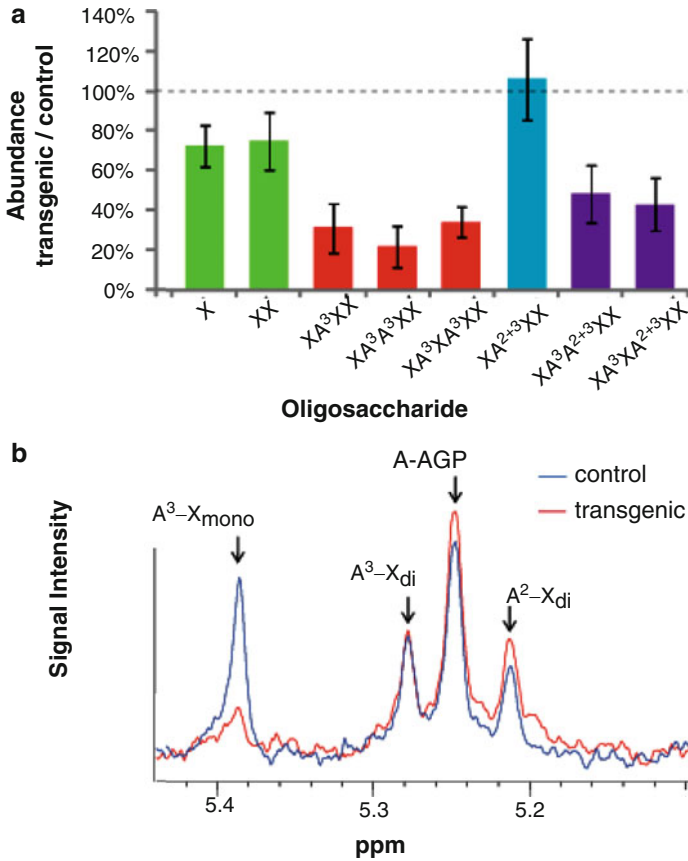 a
Abundance
transgenic / control
140%
120%
100%
80%
60%
40%
20%
0%
X
XX
XA³XX
XA³A³XX
XA³XA³XX
XA²⁺³XX
XA³A²⁺³XX
XA³XA²⁺³XX
Oligosaccharide
b
Signal Intensity
A³–Xmono
A³–Xdi
A-AGP
A²–Xdi
control
transgenic
5.4
5.3
5.2
ppm